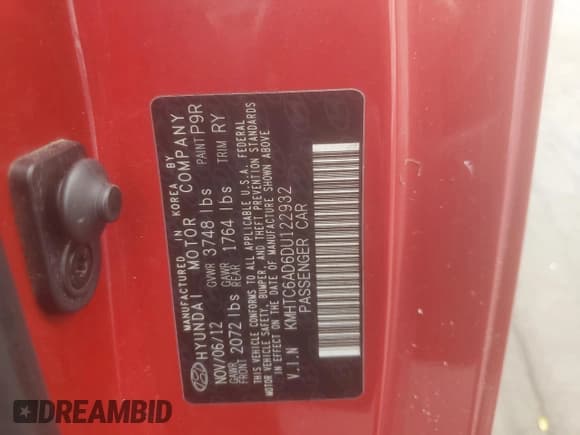 MANUFACTURED IN KOREA BY
HYUNDAI MOTOR COMPANY
NOV/06/12 GVWR 3748 lbs PAINT P9R
GAWR FRONT 2072 lbs GAWR REAR 1764 lbs TRIM RY
THIS VEHICLE CONFORMS TO ALL APPLICABLE U.S.A. FEDERAL
MOTOR VEHICLE SAFETY, BUMPER, AND THEFT PREVENTION STANDARDS
IN EFFECT ON THE DATE OF MANUFACTURE SHOWN ABOVE
V.I.N KMHTC6AD6DU122932
PASSENGER CAR
DREAMBID